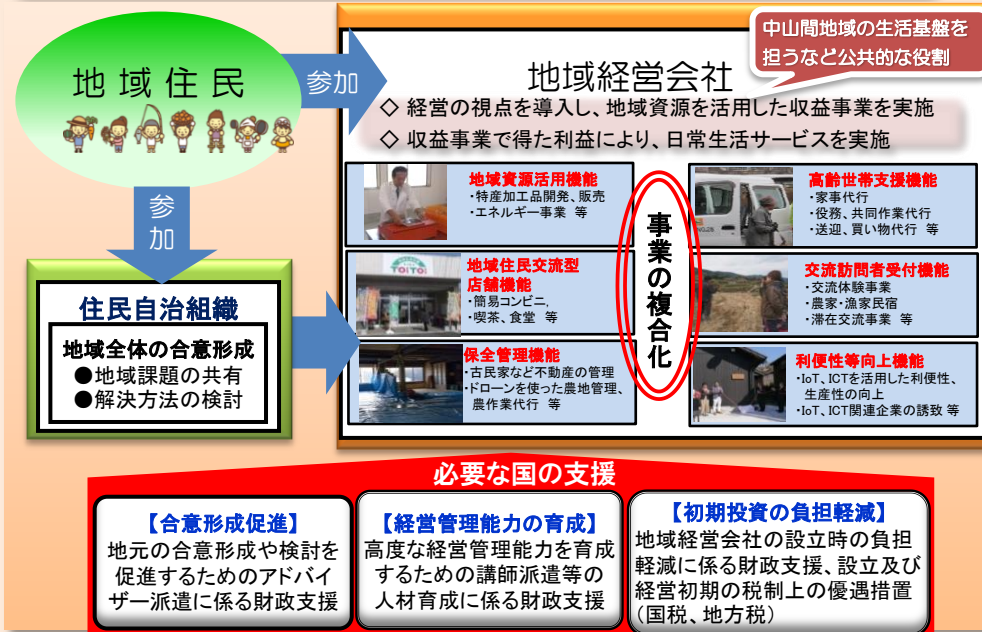 中山間地域の生活基盤を
担うなど公共的な役割
地域住民
参加
地域経営会社
◇ 経営の視点を導入し、地域資源を活用した収益事業を実施
◇ 収益事業で得た利益により、日常生活サービスを実施
地域資源活用機能
・特産加工品開発、販売
・エネルギー事業 等
地域住民交流型
店舗機能
・簡易コンビニ,
・喫茶、食堂 等
TOITOI
保全管理機能
・古民家など不動産の管理
・ドローンを使った農地管理、
農作業代行 等
事業の複合化
高齢世帯支援機能
・家事代行
・役務、共同作業代行
・送迎、買い物代行 等
交流訪問者受付機能
・交流体験事業
・農家・漁家民宿
・滞在交流事業 等
利便性等向上機能
・IoT、ICTを活用した利便性、
生産性の向上
・IoT、ICT関連企業の誘致 等
参
加
住民自治組織
地域全体の合意形成
●地域課題の共有
●解決方法の検討
必要な国の支援
【合意形成促進】
地元の合意形成や検討を
促進するためのアドバイ
ザー派遣に係る財政支援
【経営管理能力の育成】
高度な経営管理能力を育成
するための講師派遣等の
人材育成に係る財政支援
【初期投資の負担軽減】
地域経営会社の設立時の負担
軽減に係る財政支援、設立及び
経営初期の税制上の優遇措置
(国税、地方税)